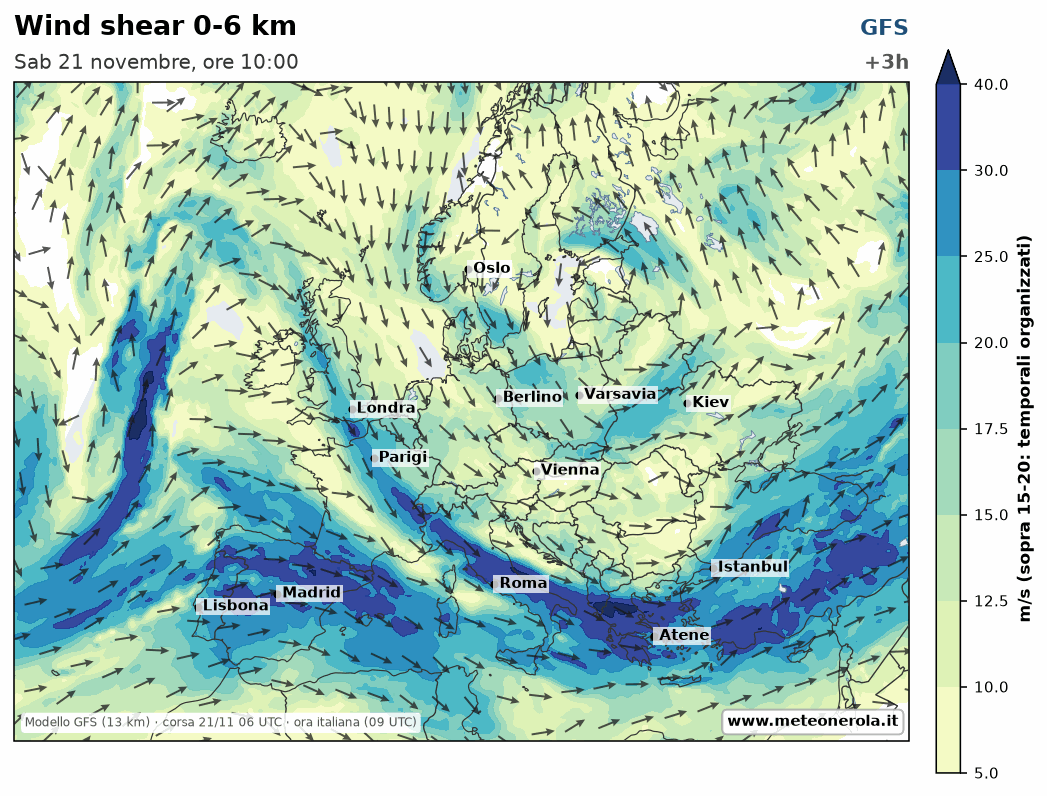 Wind shear 0-6 km
GFS
Sab 21 novembre, ore 10:00
+3h
40.0
30.0
25.0
20.0
17.5
15.0
12.5
10.0
5.0
m/s (sopra 15-20: temporali organizzati)
Oslo
Londra
Berlino
Varsavia
Kiev
Parigi
Vienna
Istanbul
Roma
Madrid
Lisbona
Atene
Modello GFS (13 km) · corsa 21/11 06 UTC · ora italiana (09 UTC)
www.meteonerola.it